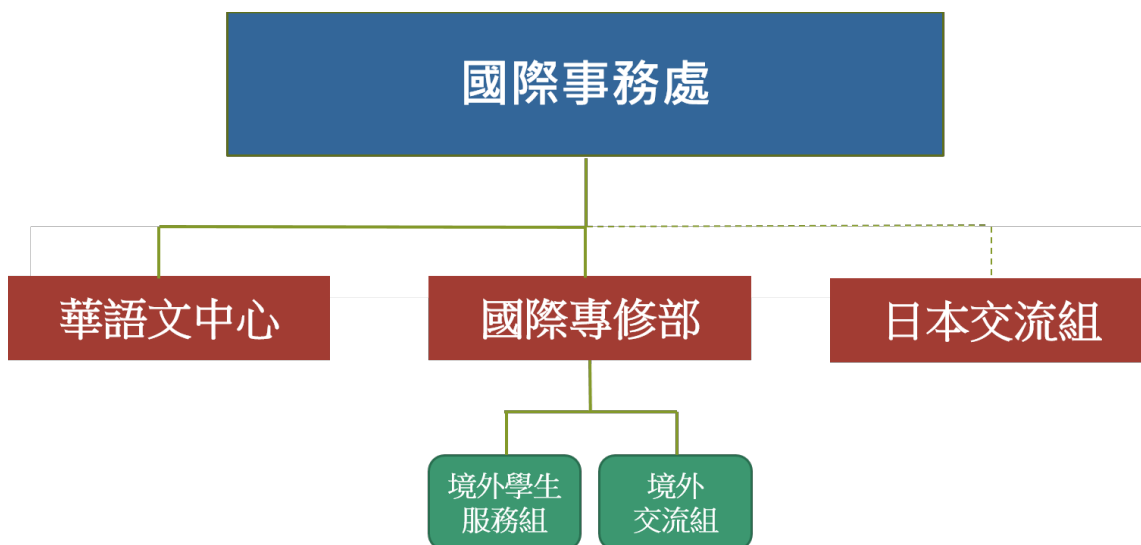 國際事務處
華語文中心
國際專修部
日本交流組
境外學生
服務組
境外
交流組